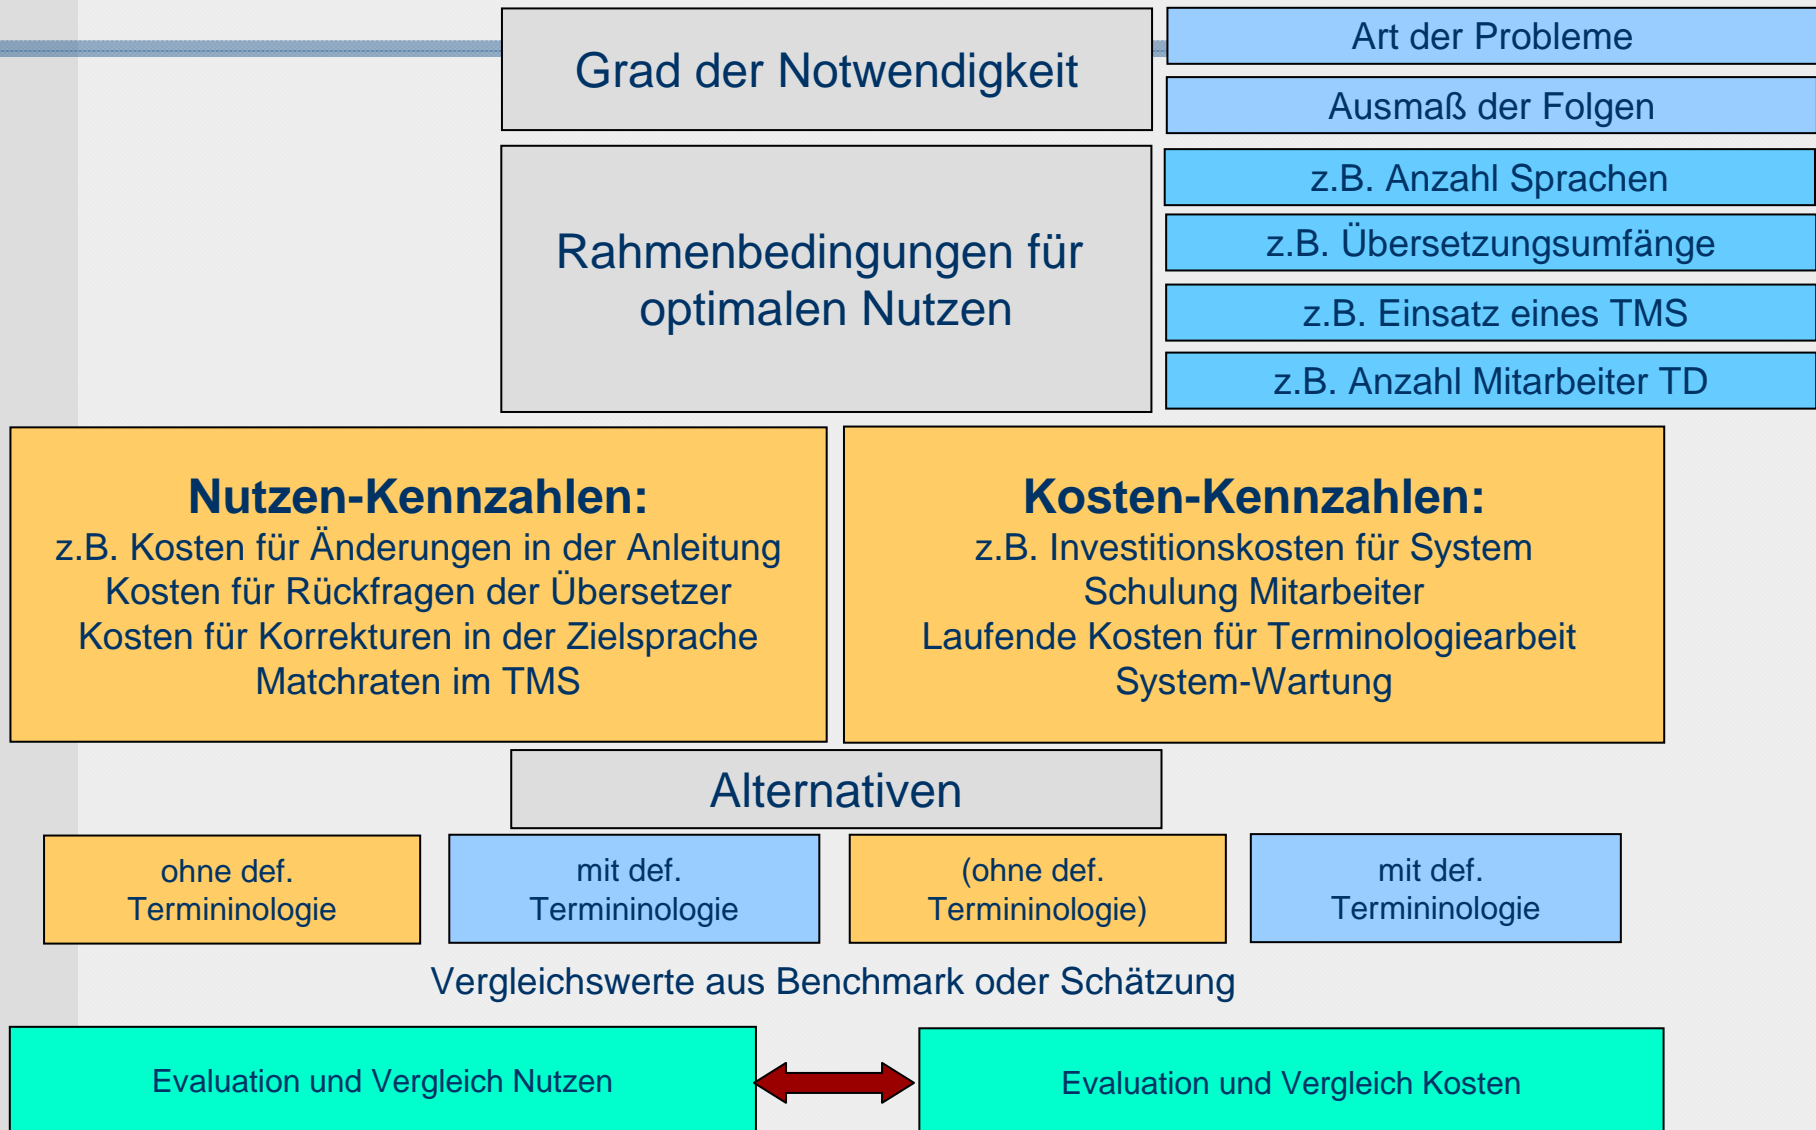 Grad der Notwendigkeit
Art der Probleme
Ausmaß der Folgen
Rahmenbedingungen für
optimalen Nutzen
z.B. Anzahl Sprachen
z.B. Übersetzungsumfänge
z.B. Einsatz eines TMS
z.B. Anzahl Mitarbeiter TD
Nutzen-Kennzahlen:
z.B. Kosten für Änderungen in der Anleitung
Kosten für Rückfragen der Übersetzer
Kosten für Korrekturen in der Zielsprache
Matchraten im TMS
Kosten-Kennzahlen:
z.B. Investitionskosten für System
Schulung Mitarbeiter
Laufende Kosten für Terminologiearbeit
System-Wartung
Alternativen
ohne def.
Termininologie
mit def.
Termininologie
(ohne def.
Termininologie)
mit def.
Termininologie
Vergleichswerte aus Benchmark oder Schätzung
Evaluation und Vergleich Nutzen
Evaluation und Vergleich Kosten